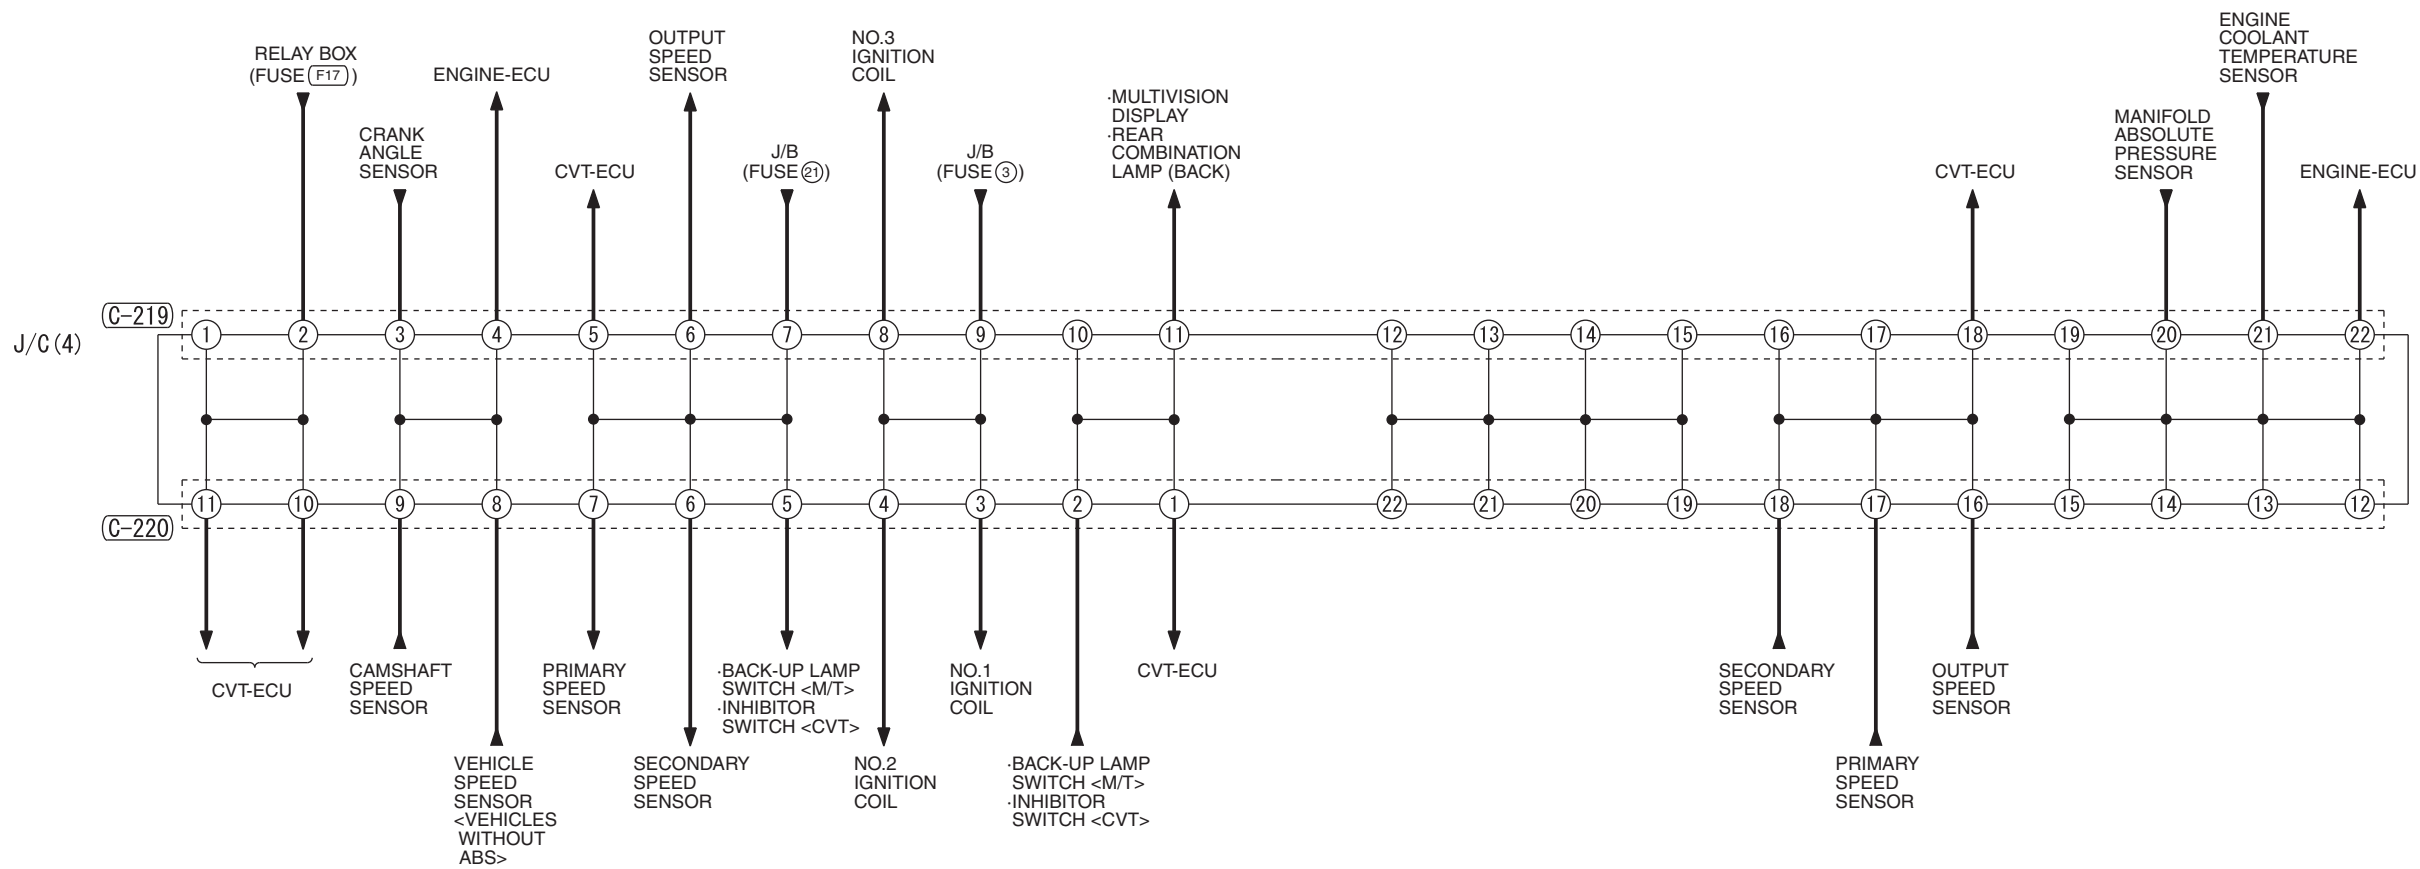 RELAY BOX
(FUSE F17 )
CRANK
ANGLE
SENSOR
ENGINE-ECU
CVT-ECU
OUTPUT
SPEED
SENSOR
J/B
(FUSE 21 )
NO.3
IGNITION
COIL
J/B
(FUSE 3 )
·MULTIVISION
DISPLAY
·REAR
COMBINATION
LAMP (BACK)
CVT-ECU
MANIFOLD
ABSOLUTE
PRESSURE
SENSOR
ENGINE
COOLANT
TEMPERATURE
SENSOR
ENGINE-ECU
J/C(4)
C-219
1 2 3 4 5 6 7 8 9 10 11 12 13 14 15 16 17 18 19 20 21 22
11 10 9 8 7 6 5 4 3 2 1 22 21 20 19 18 17 16 15 14 13 12
C-220
CVT-ECU
CAMSHAFT
SPEED
SENSOR
VEHICLE
SPEED
SENSOR
<VEHICLES
WITHOUT
ABS>
PRIMARY
SPEED
SENSOR
SECONDARY
SPEED
SENSOR
·BACK-UP LAMP
SWITCH <M/T>
·INHIBITOR
SWITCH <CVT>
NO.2
IGNITION
COIL
NO.1
IGNITION
COIL
·BACK-UP LAMP
SWITCH <M/T>
·INHIBITOR
SWITCH <CVT>
CVT-ECU
SECONDARY
SPEED
SENSOR
PRIMARY
SPEED
SENSOR
OUTPUT
SPEED
SENSOR